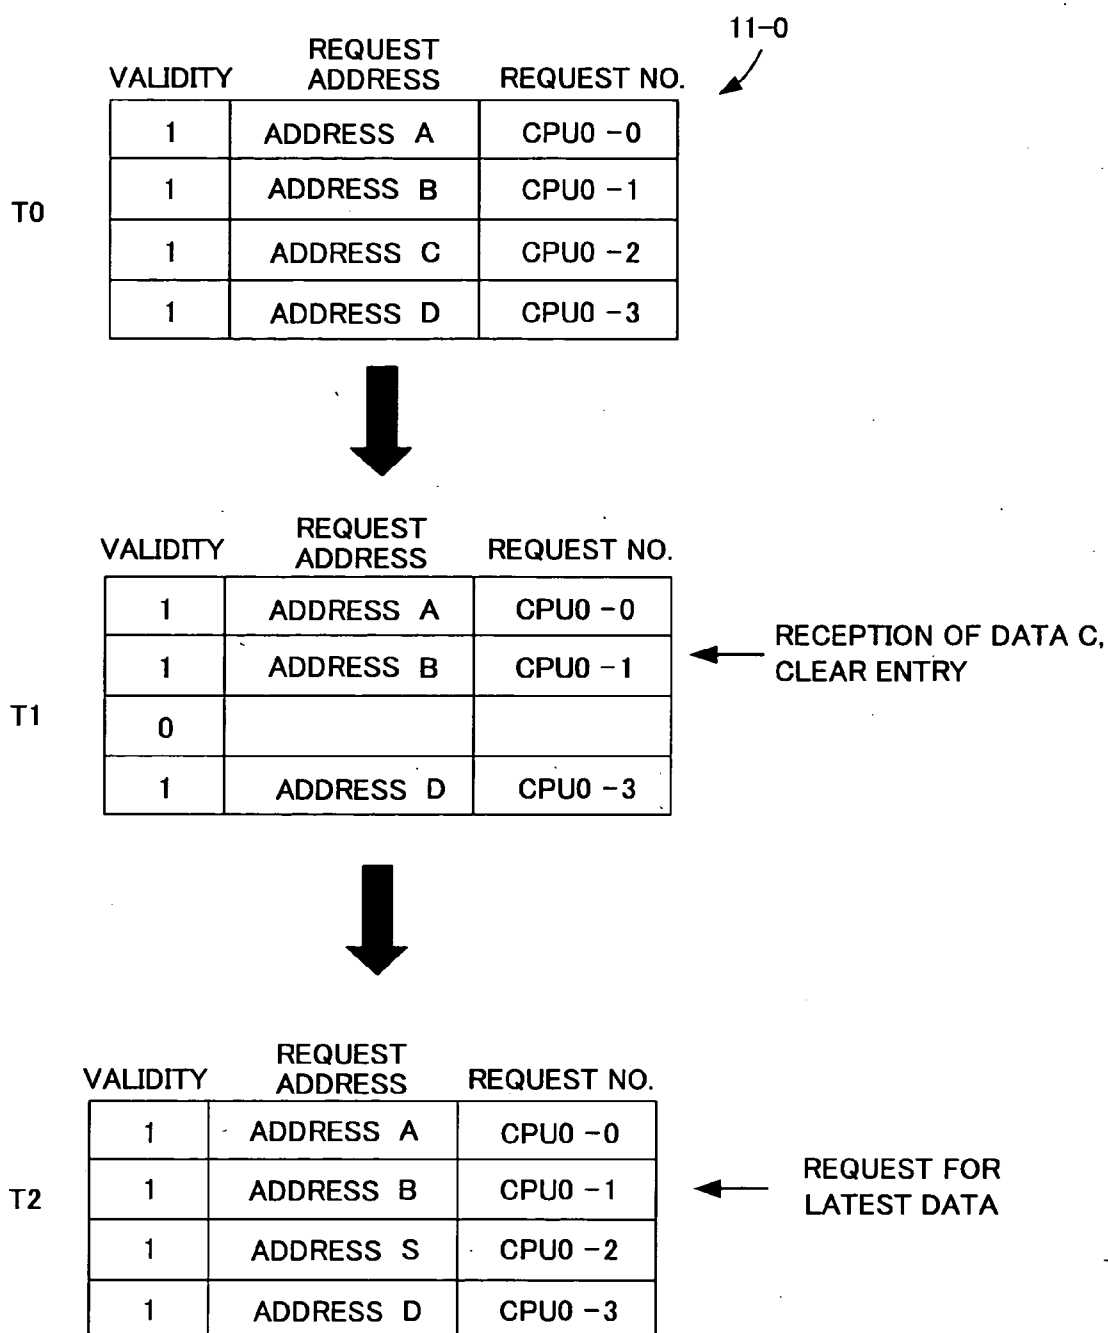 11-0
REQUEST
VALIDITY ADDRESS REQUEST NO.
1 ADDRESS A CPU0 -0
1 ADDRESS B CPU0 -1
T0
1 ADDRESS C CPU0 -2
1 ADDRESS D CPU0 -3
REQUEST
VALIDITY ADDRESS REQUEST NO.
1 ADDRESS A CPU0 -0
RECEPTION OF DATA C,
1 ADDRESS B CPU0 -1
CLEAR ENTRY
T1
0
1 ADDRESS D CPU0 -3
REQUEST
VALIDITY ADDRESS REQUEST NO.
1 ADDRESS A CPU0 -0
REQUEST FOR
T2
1 ADDRESS B CPU0 -1
LATEST DATA
1 ADDRESS S CPU0 -2
1 ADDRESS D CPU0 -3